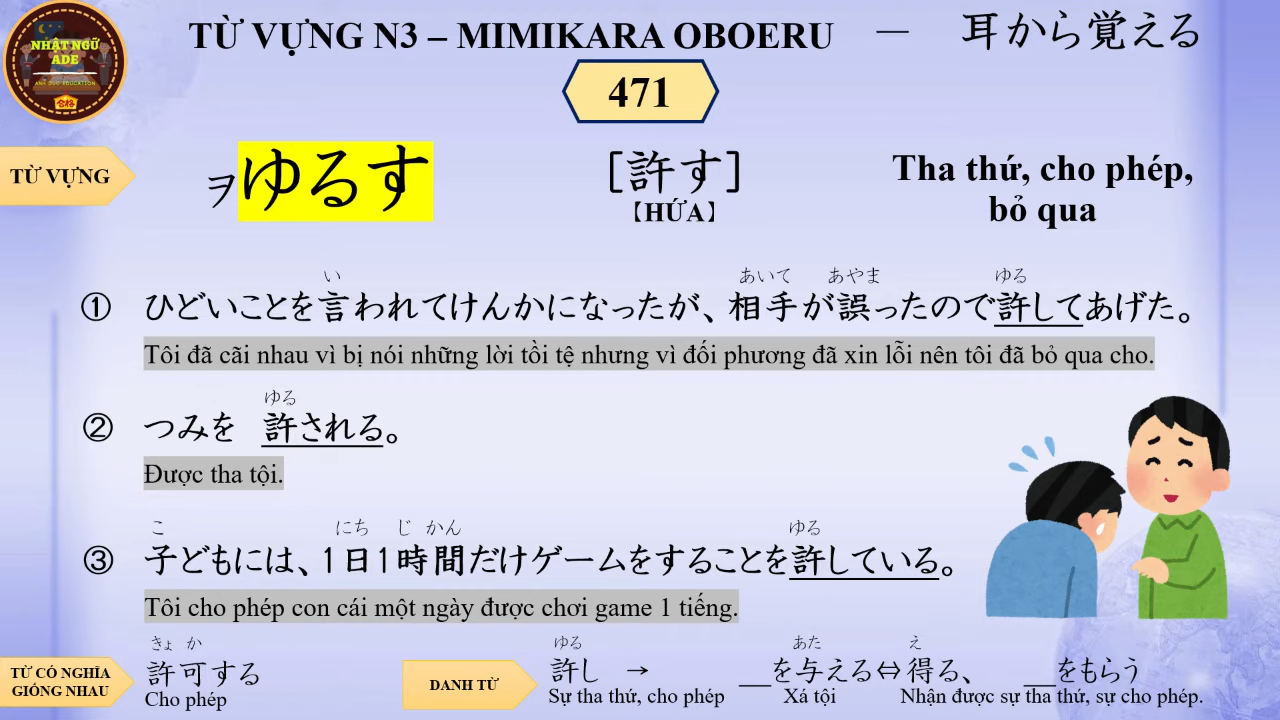 NHẬT NGỮ
ADE
ANH DUC EDUCATION
合格
TỪ VỰNG N3 – MIMIKARA OBOERU － 耳から覚える
471
TỪ VỰNG
ヲゆるす
[許す]
【HỨA】
Tha thứ, cho phép,
bỏ qua
い あいて あやま ゆる
① ひどいことを言われてけんかになったが、相手が誤ったので許してあげた。
Tôi đã cãi nhau vì bị nói những lời tồi tệ nhưng vì đối phương đã xin lỗi nên tôi đã bỏ qua cho.
ゆる
② つみを 許される。
Được tha tội.
こ にち じ かん ゆる
③ 子どもには、1日1時間だけゲームをすることを許している。
Tôi cho phép con cái một ngày được chơi game 1 tiếng.
TỪ CÓ NGHĨA
GIỐNG NHAU
きょ か
許可する
Cho phép
DANH TỪ
ゆる あた え
許し → __を与える⇔得る、 __をもらう
Sự tha thứ, cho phép Xá tội Nhận được sự tha thứ, sự cho phép.